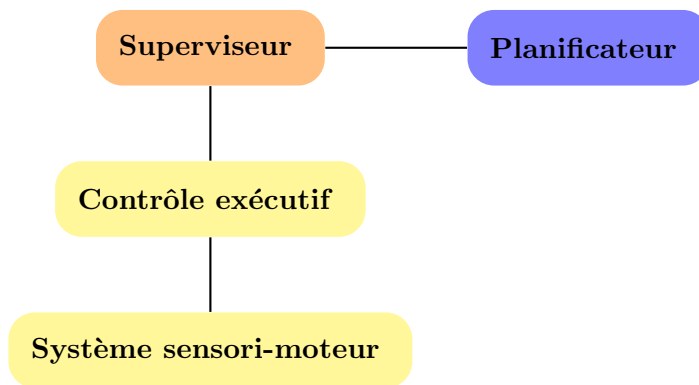 Superviseur
Planificateur
Contrôle exécutif
Système sensori-moteur